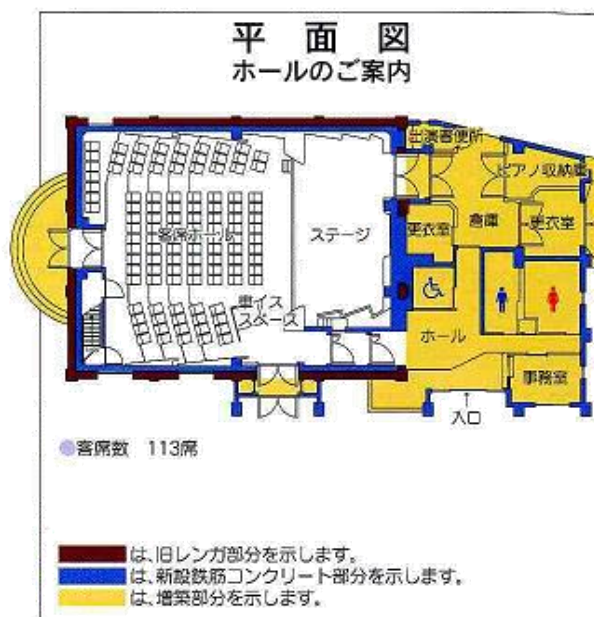 平面図
ホールのご案内
出演者便所
ピアノ収納庫
客席ホール
ステージ
更衣室
倉庫
更衣室
車イス
スペース
ホール
事務室
入口
客席数 113席
は、旧レンガ部分を示します。
は、新設鉄筋コンクリート部分を示します。
は、増築部分を示します。